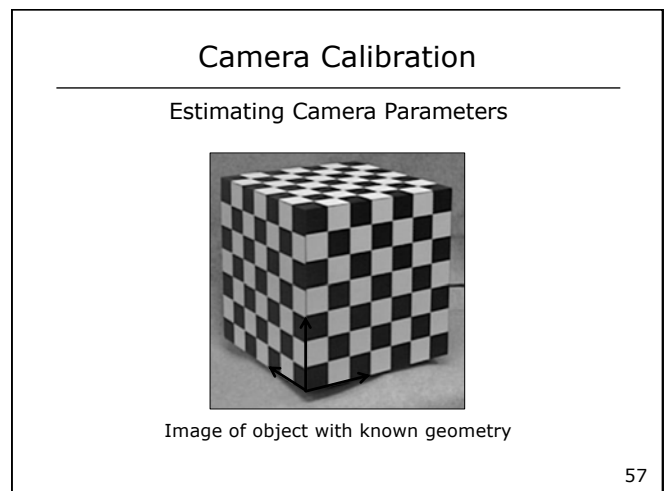 Camera Calibration
Estimating Camera Parameters
Image of object with known geometry
57